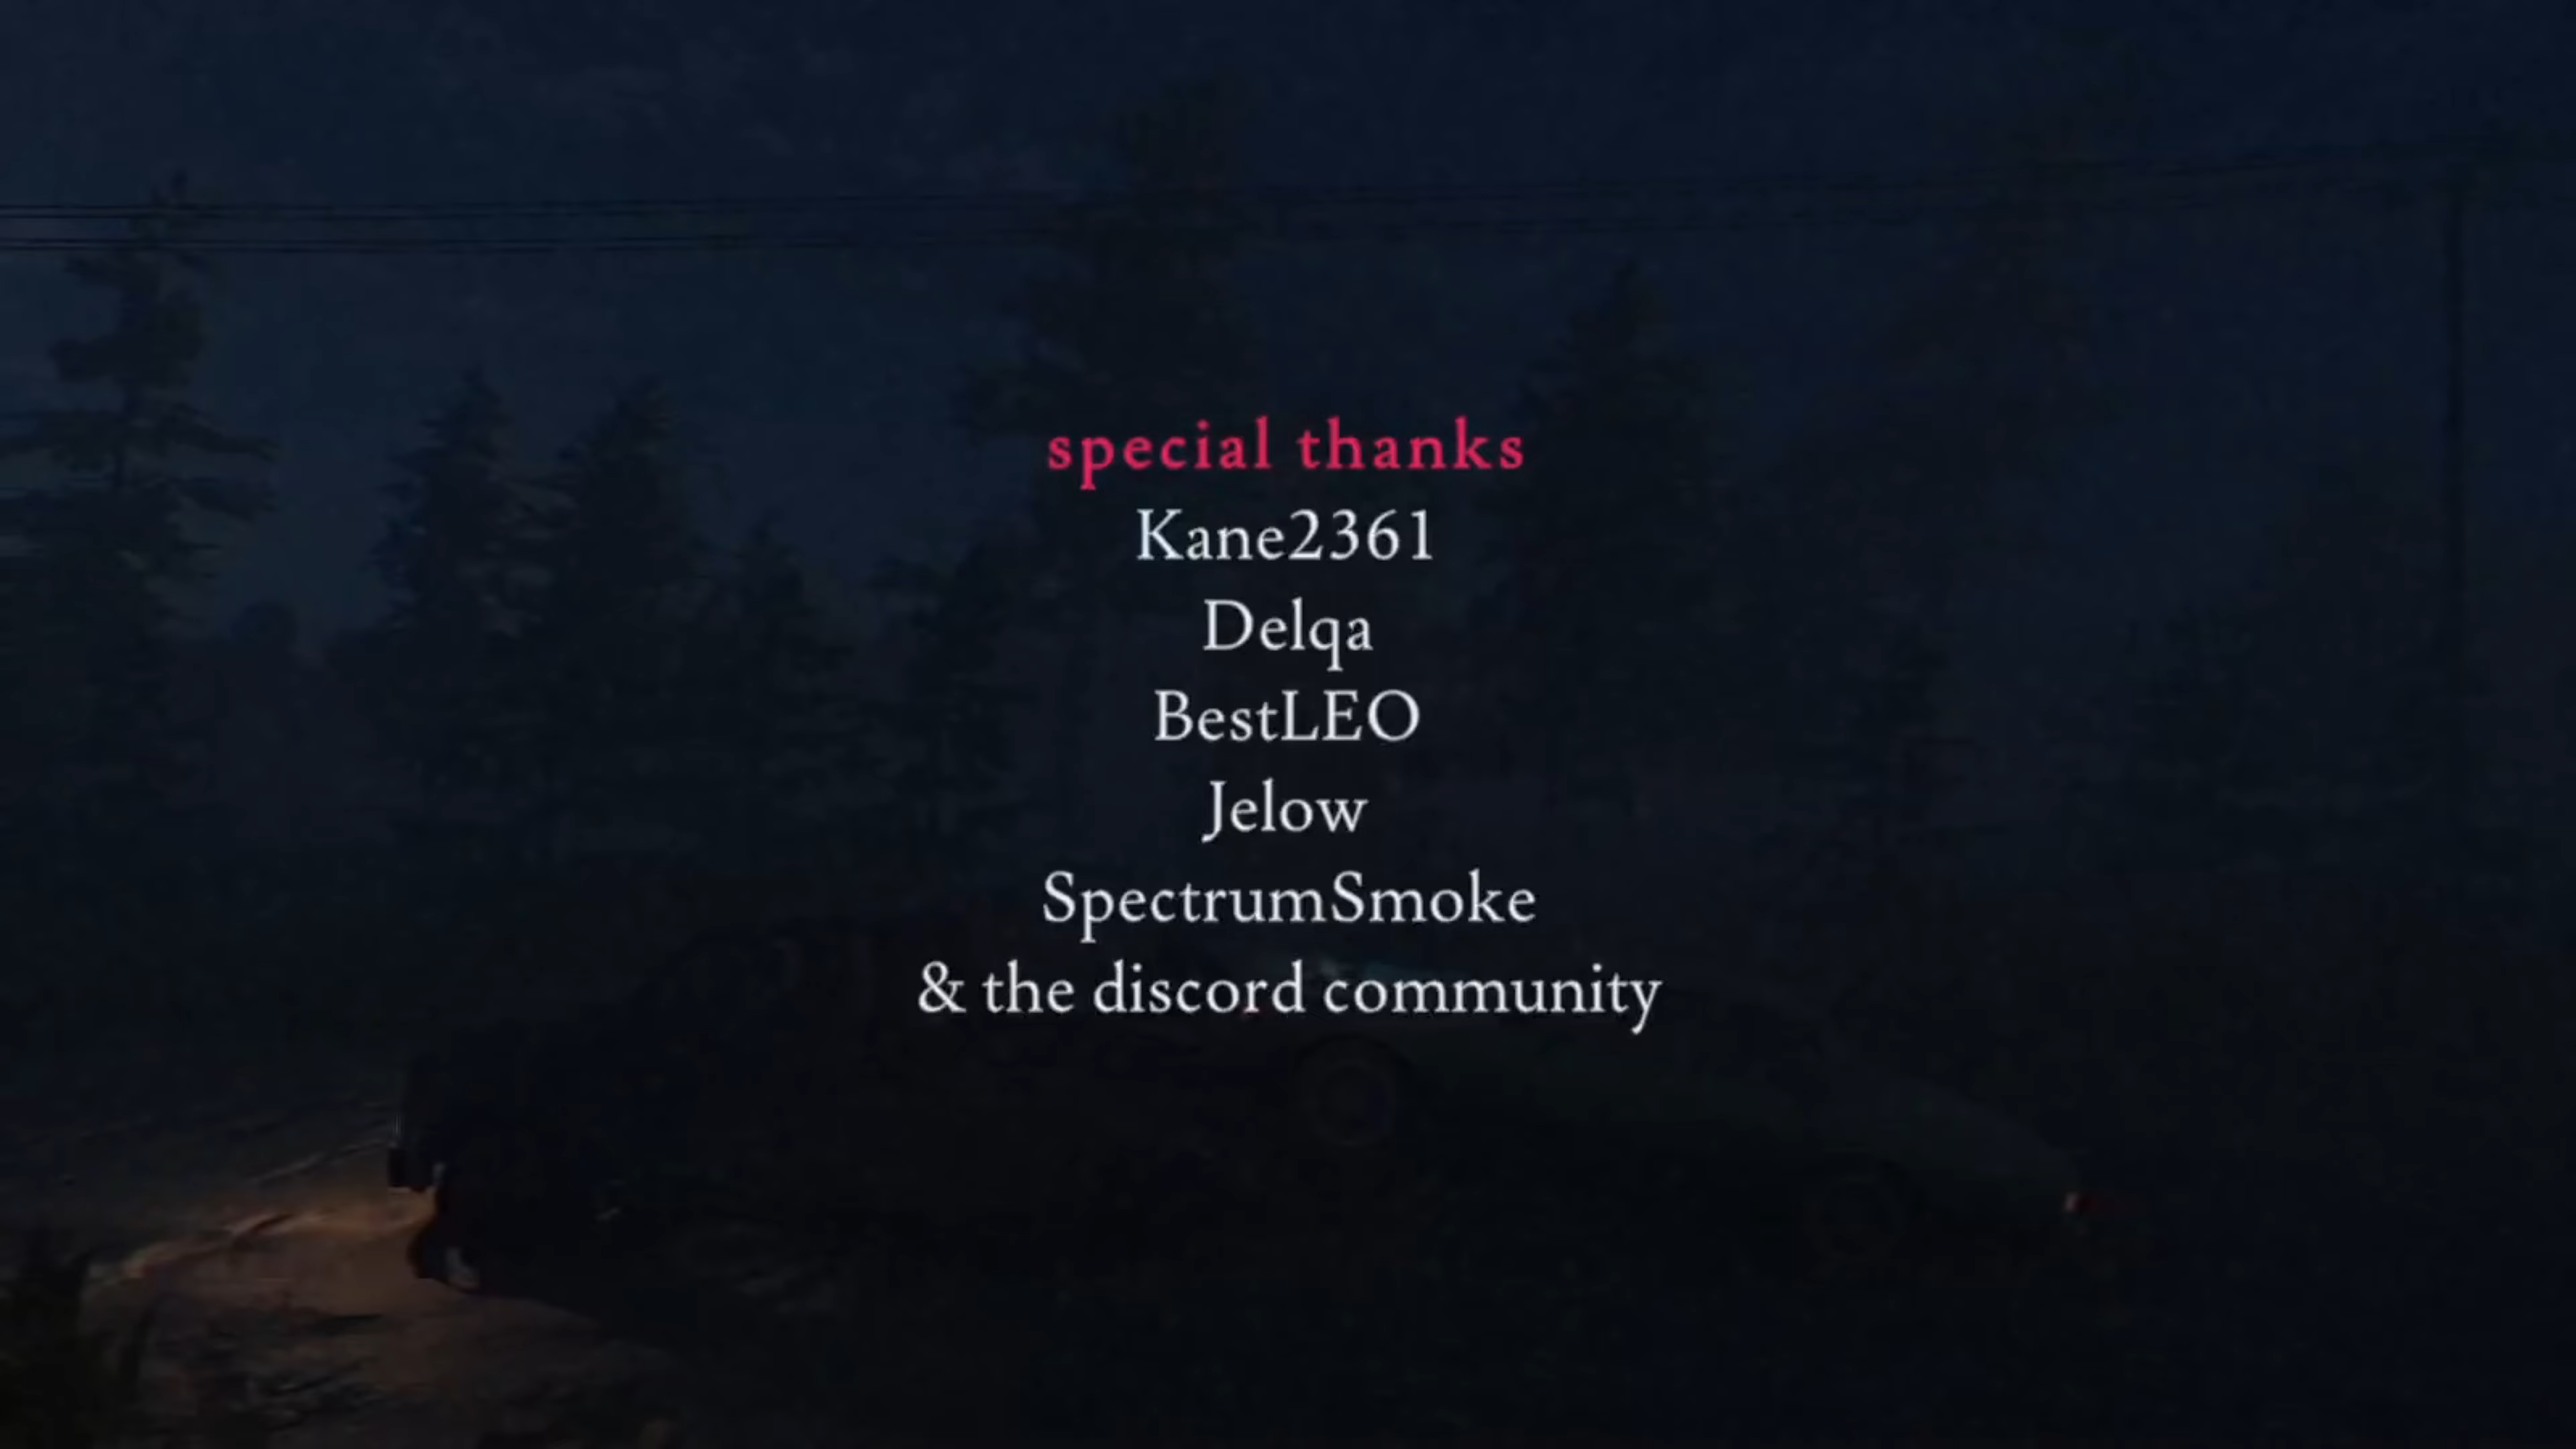 special thanks
Kane2361
Delqa
BestLEO
Jelow
SpectrumSmoke
& the discord community